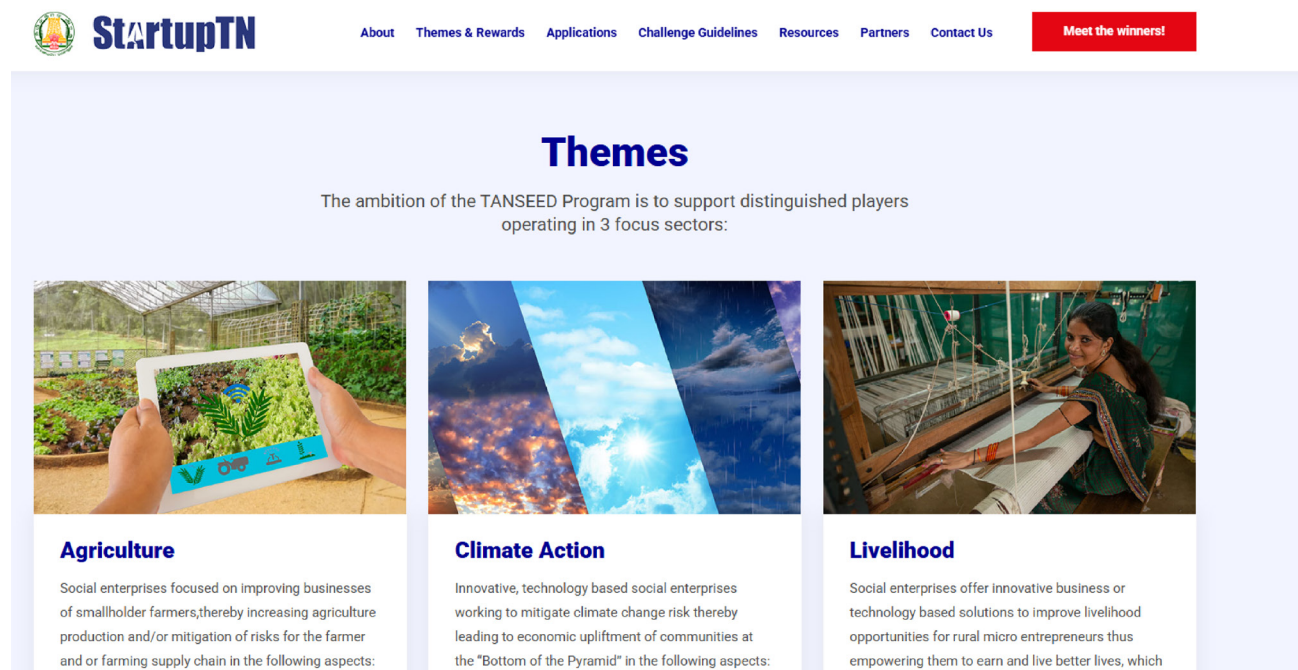 StartupTN
About Themes & Rewards Applications Challenge Guidelines Resources Partners Contact Us Meet the winners!
Themes
The ambition of the TANSEED Program is to support distinguished players
operating in 3 focus sectors:
Agriculture
Social enterprises focused on improving businesses
of smallholder farmers,thereby increasing agriculture
production and/or mitigation of risks for the farmer
and or farming supply chain in the following aspects:
Climate Action
Innovative, technology based social enterprises
working to mitigate climate change risk thereby
leading to economic upliftment of communities at
the “Bottom of the Pyramid” in the following aspects:
Livelihood
Social enterprises offer innovative business or
technology based solutions to improve livelihood
opportunities for rural micro entrepreneurs thus
empowering them to earn and live better lives, which